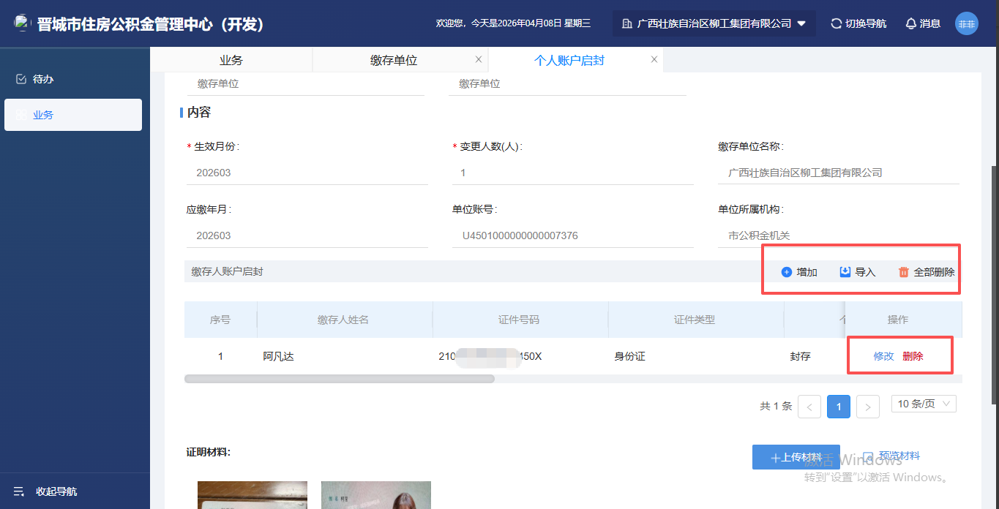 晋城市住房公积金管理中心（开发）
欢迎您，今天是2026年04月08日 星期三
广西壮族自治区柳工集团有限公司
切换导航
消息
菲菲
待办
业务
收起导航
业务
缴存单位
个人账户启封
缴存单位
缴存单位
内容
* 生效月份:
* 变更人数(人):
缴存单位名称:
202603
1
广西壮族自治区柳工集团有限公司
应缴年月:
单位账号:
单位所属机构:
202603
U4501000000000007376
市公积金机关
缴存人账户启封
增加
导入
全部删除
序号
缴存人姓名
证件号码
证件类型
操作
1
阿凡达
210
450X
身份证
封存
修改
删除
共 1 条
1
10 条/页
证明材料:
上传材料
预览材料
激活 Windows
转到"设置"以激活 Windows。